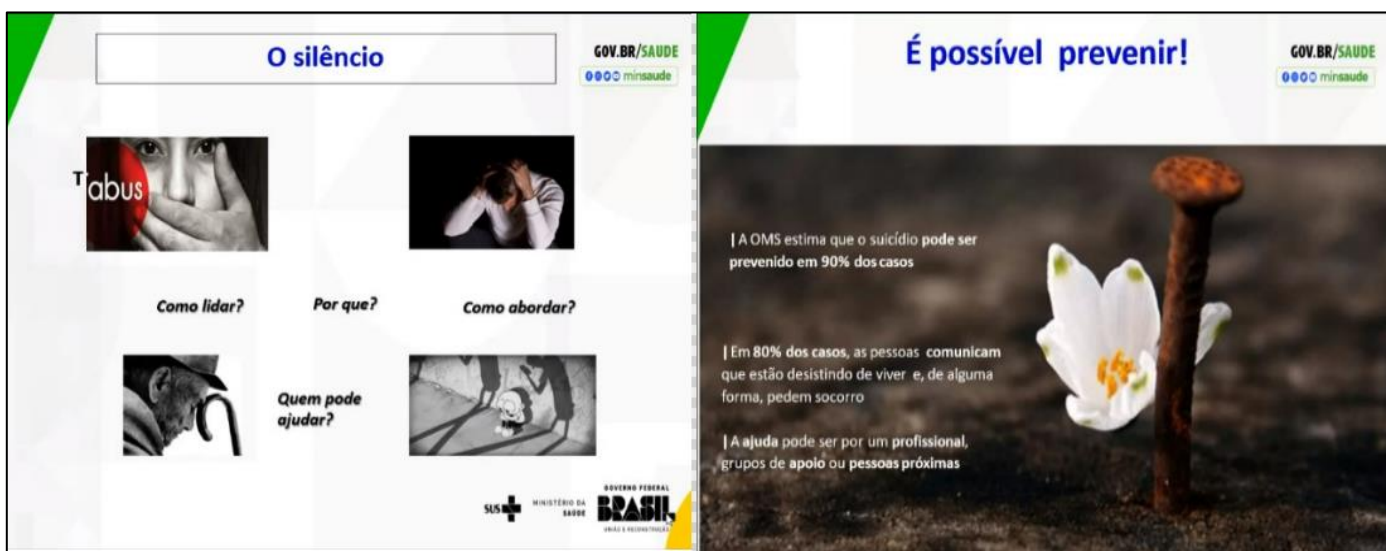 O silêncio
GOV.BR/SAUDE
minsaude
Tabus
Como lidar?
Por que?
Como abordar?
Quem pode
ajudar?
SUS
MINISTÉRIO DA
SAÚDE
GOVERNO FEDERAL
BRASIL
UNIÃO E RECONSTRUÇÃO
É possível prevenir!
GOV.BR/SAUDE
minsaude
| A OMS estima que o suicídio pode ser
prevenido em 90% dos casos
| Em 80% dos casos, as pessoas comunicam
que estão desistindo de viver e, de alguma
forma, pedem socorro
| A ajuda pode ser por um profissional,
grupos de apoio ou pessoas próximas